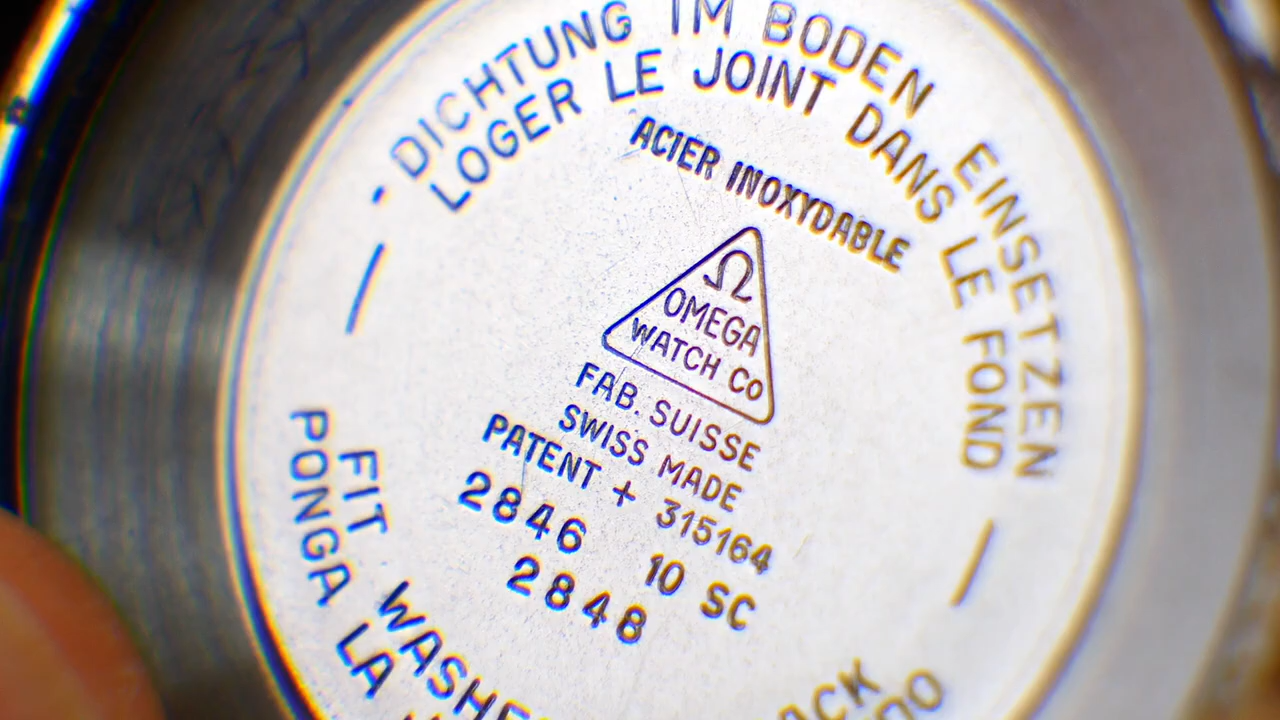 - DICHTUNG IM BODEN EINSETZEN
LOGER LE JOINT DANS LE FOND
ACIER INOXYDABLE
Ω
OMEGA
WATCH Co
FAB. SUISSE
SWISS MADE
PATENT + 315164
2846 10 SC
2848
FIT
PONGA LA